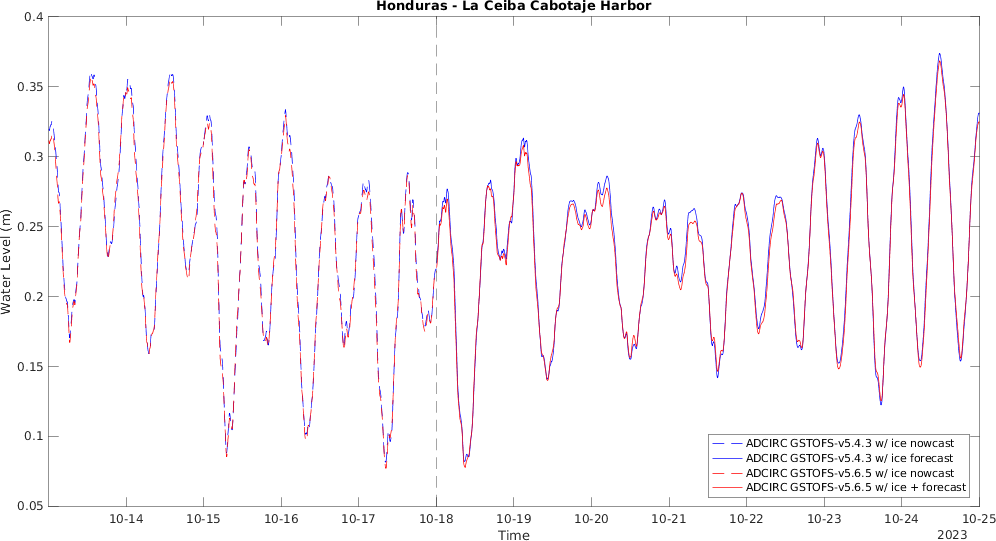 Honduras - La Ceiba Cabotaje Harbor
0.4
0.35
0.3
0.25
0.2
0.15
0.1
0.05
Water Level (m)
ADCIRC GSTOFS-v5.4.3 w/ ice nowcast
ADCIRC GSTOFS-v5.4.3 w/ ice forecast
ADCIRC GSTOFS-v5.6.5 w/ ice nowcast
ADCIRC GSTOFS-v5.6.5 w/ ice + forecast
10-14 10-15 10-16 10-17 10-18 10-19 10-20 10-21 10-22 10-23 10-24 10-25
Time
2023